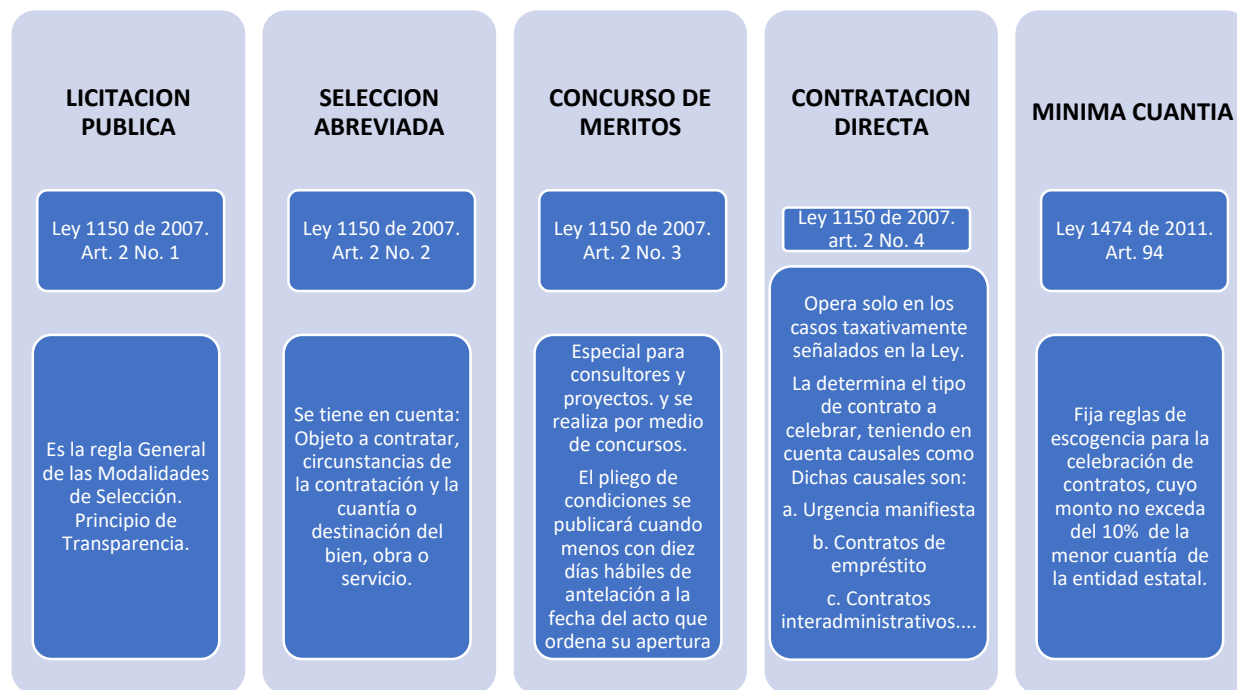 LICITACION
PUBLICA
Ley 1150 de 2007.
Art. 2 No. 1
Es la regla General
de las Modalidades
de Selección.
Principio de
Transparencia.
SELECCION
ABREVIADA
Ley 1150 de 2007.
Art. 2 No. 2
Se tiene en cuenta:
Objeto a contratar,
circunstancias de
la contratación y la
cuantía o
destinación del
bien, obra o
servicio.
CONCURSO DE
MERITOS
Ley 1150 de 2007.
Art. 2 No. 3
Especial para
consultores y
proyectos. y se
realiza por medio
de concursos.
El pliego de
condiciones se
publicará cuando
menos con diez
días hábiles de
antelación a la
fecha del acto que
ordena su apertura
CONTRATACION
DIRECTA
Ley 1150 de 2007.
art. 2 No. 4
Opera solo en los
casos taxativamente
señalados en la Ley.
La determina el tipo
de contrato a
celebrar, teniendo en
cuenta causales como
Dichas causales son:
a. Urgencia manifiesta
b. Contratos de
empréstito
c. Contratos
interadministrativos....
MINIMA CUANTIA
Ley 1474 de 2011.
Art. 94
Fija reglas de
escogencia para la
celebración de
contratos, cuyo
monto no exceda
del 10% de la
menor cuantía de
la entidad estatal.